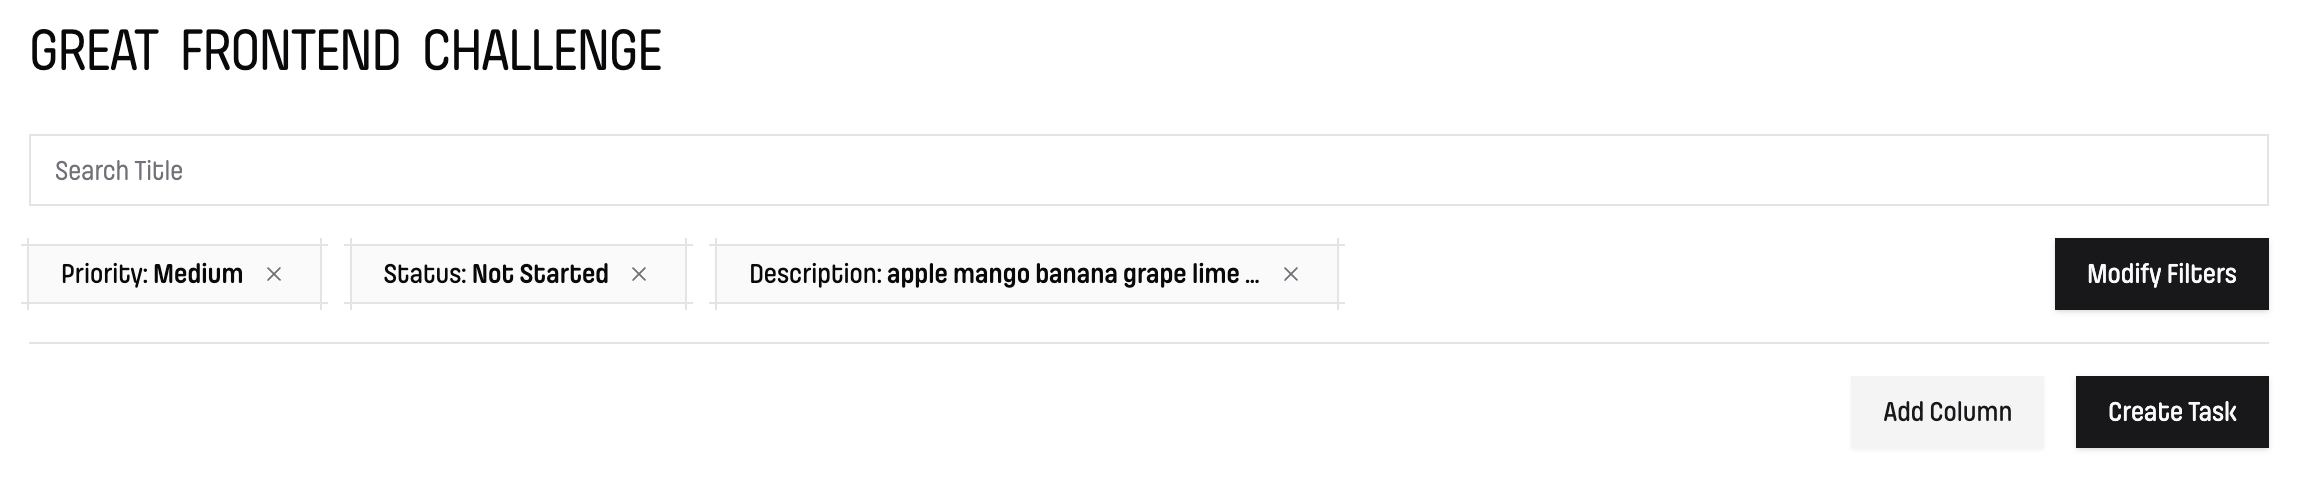 GREAT FRONTEND CHALLENGE
Search Title
Priority: Medium × Status: Not Started × Description: apple mango banana grape lime ... × Modify Filters
Add Column Create Task